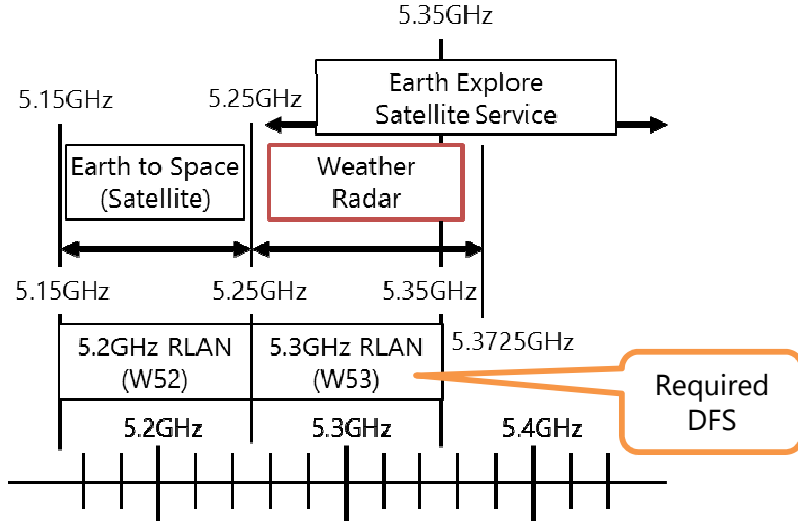 5.35GHz
Earth Explore
Satellite Service
5.15GHz
5.25GHz
Earth to Space
(Satellite)
Weather
Radar
5.15GHz
5.25GHz
5.35GHz
5.3725GHz
5.2GHz RLAN
(W52)
5.3GHz RLAN
(W53)
Required
DFS
5.2GHz
5.3GHz
5.4GHz